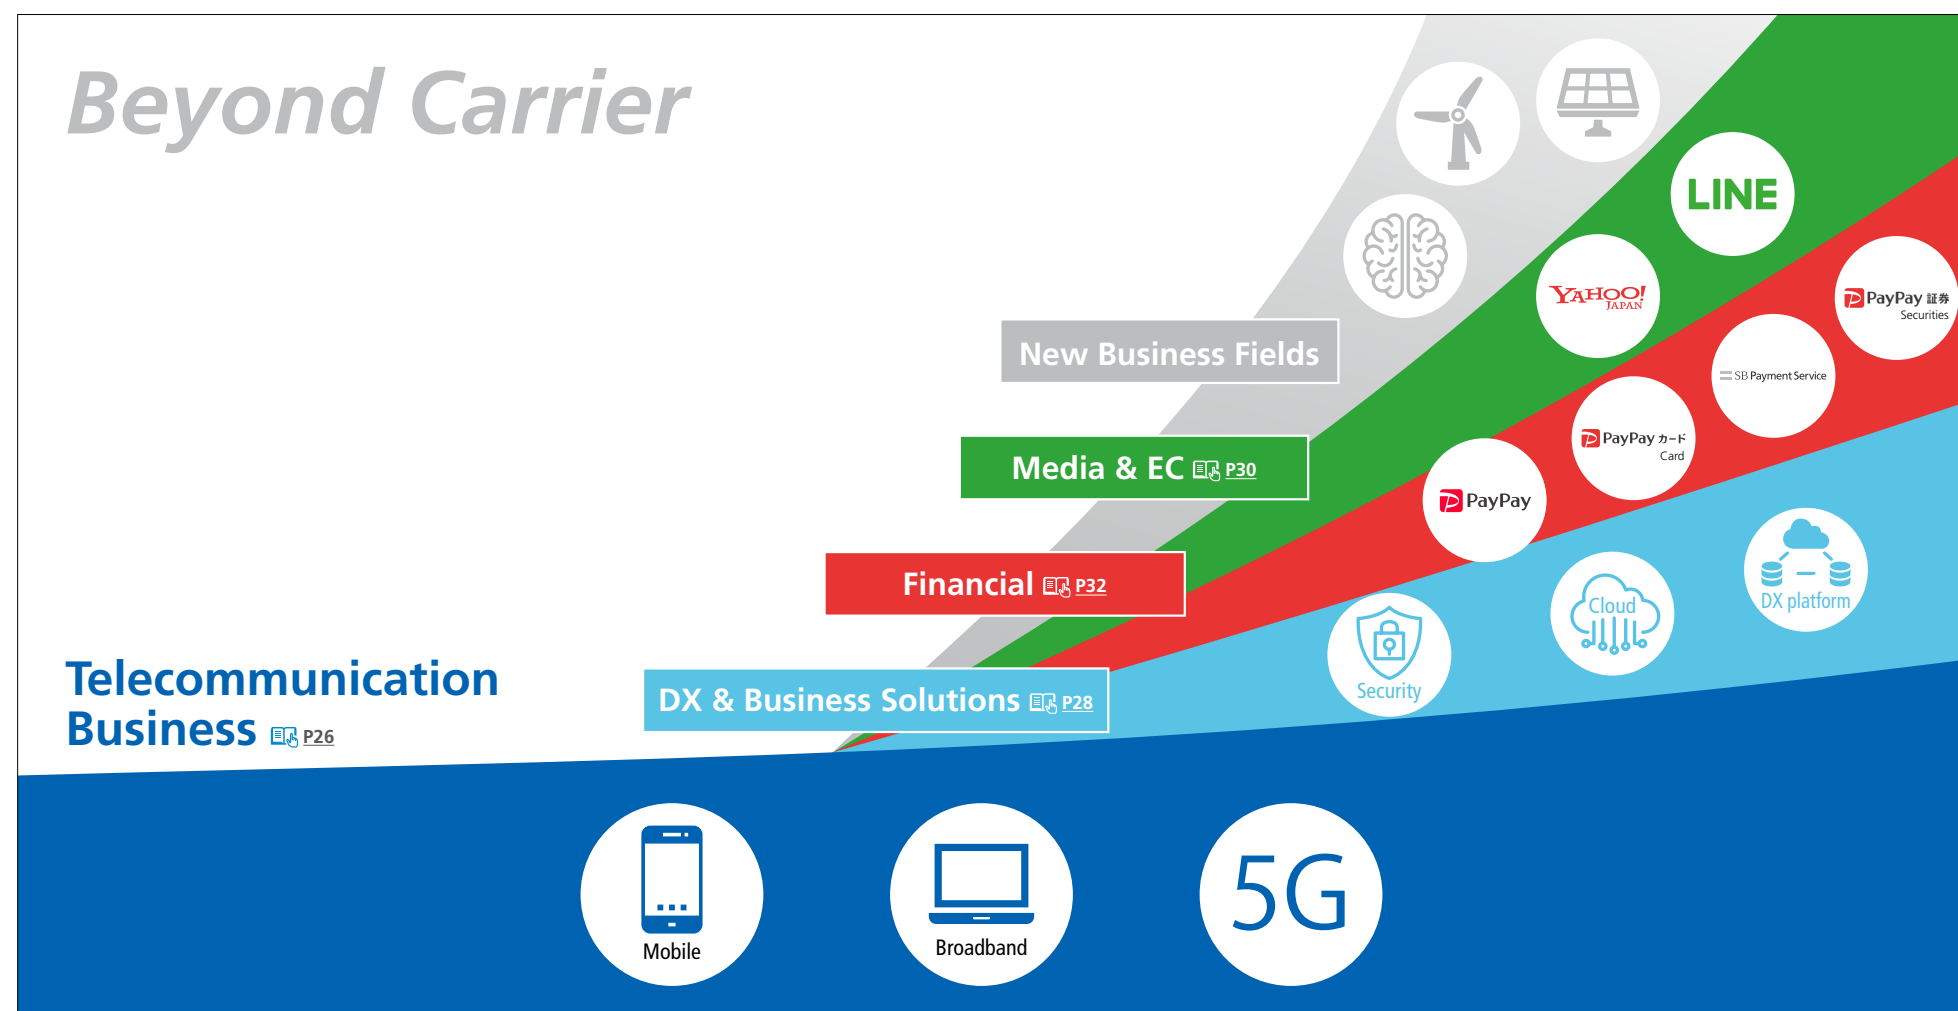 Beyond Carrier
LINE
YAHOO!
JAPAN
PayPay 証券
Securities
New Business Fields
SB Payment Service
PayPay カード
Card
Media & EC P30
PayPay
Financial P32
DX platform
Cloud
Security
Telecommunication
Business P26
DX & Business Solutions P28
Mobile
Broadband
5G